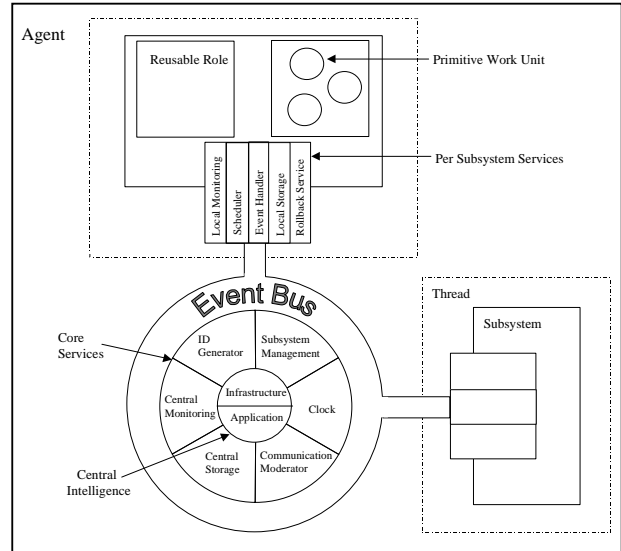 Agent
Reusable Role
Primitive Work Unit
Per Subsystem Services
Local Monitoring
Scheduler
Event Handler
Local Storage
Rollback Service
Event Bus
Thread
Subsystem
Core
Services
ID
Generator
Subsystem
Management
Infrastructure
Central
Monitoring
Application
Clock
Central
Storage
Communication
Moderator
Central
Intelligence